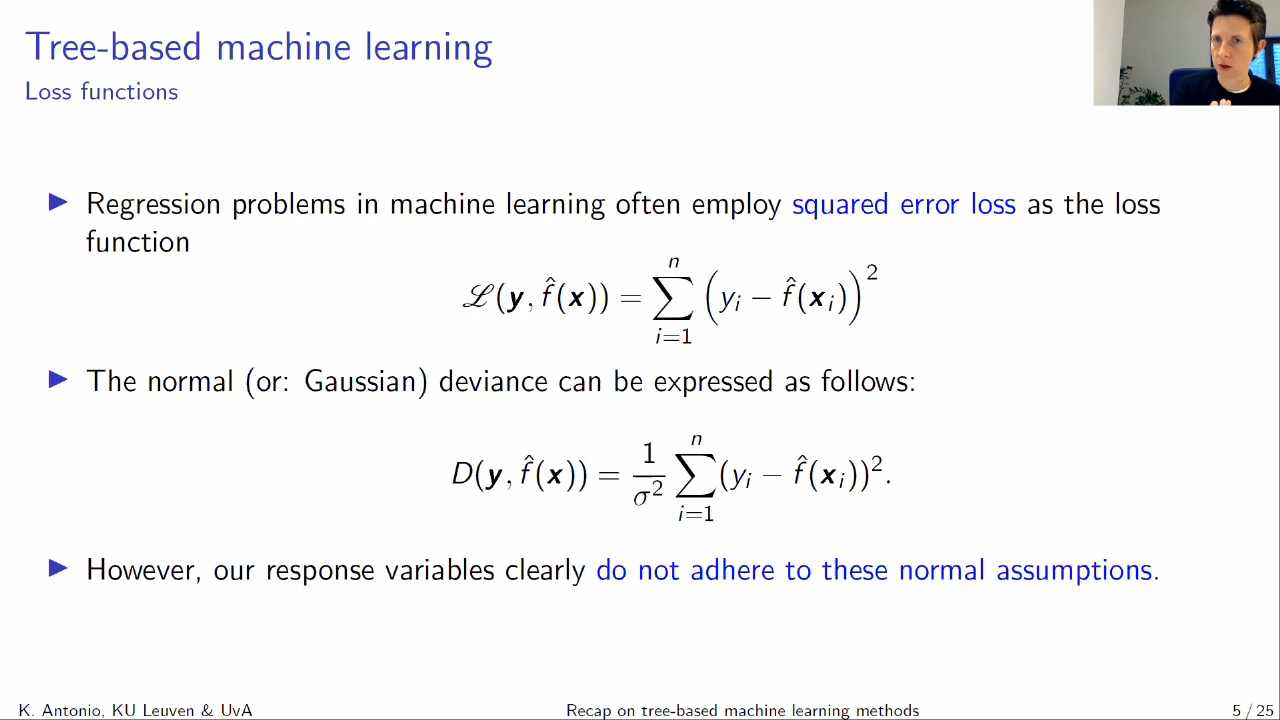 Tree-based machine learning
Loss functions
▶ Regression problems in machine learning often employ squared error loss as the loss
function
ℒ(y, f̂(x)) = ∑_{i=1}^{n} (y_i − f̂(x_i))^2
▶ The normal (or: Gaussian) deviance can be expressed as follows:
D(y, f̂(x)) = 1/σ^2 ∑_{i=1}^{n} (y_i − f̂(x_i))^2.
▶ However, our response variables clearly do not adhere to these normal assumptions.
K. Antonio, KU Leuven & UvA Recap on tree-based machine learning methods 5 / 25